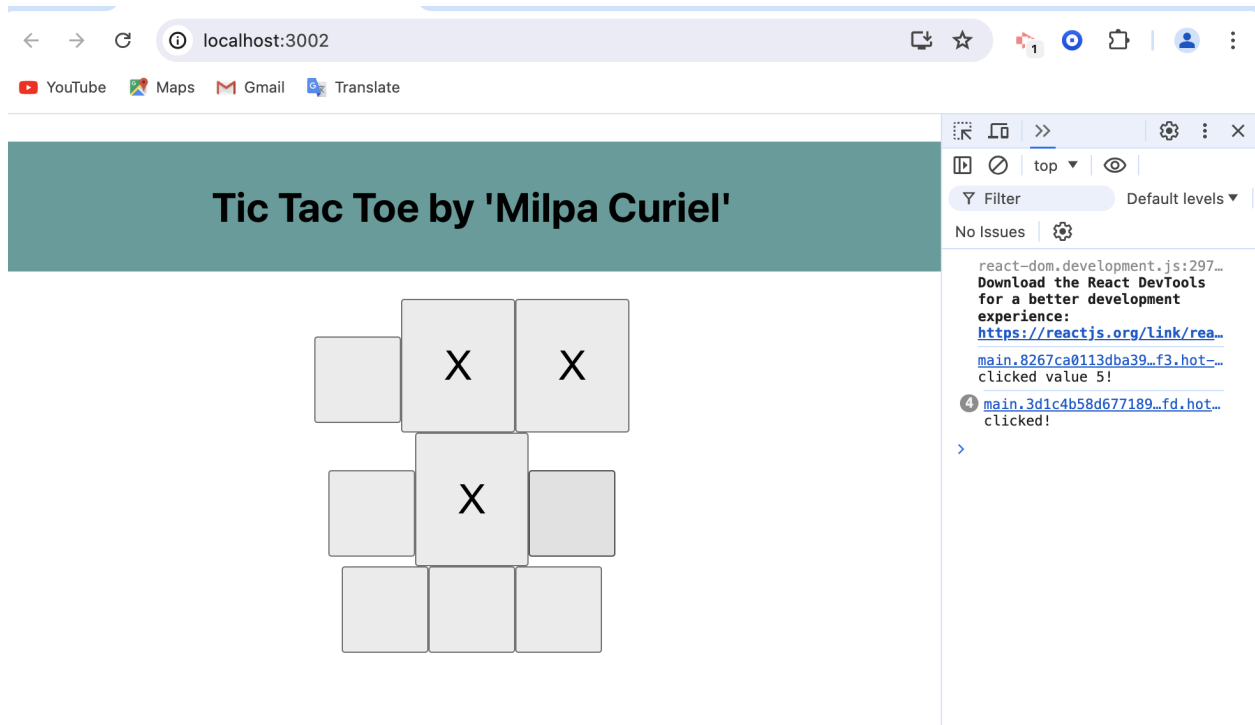 localhost:3002
1
YouTube
Maps
Gmail
Translate
top
Filter
Default levels
No Issues
Tic Tac Toe by 'Milpa Curiel'
react-dom.development.js:297…
Download the React DevTools
for a better development
experience:
https://reactjs.org/link/rea…
main.8267ca0113dba39…f3.hot-…
clicked value 5!
4 main.3d1c4b58d677189…fd.hot…
clicked!
X X
X